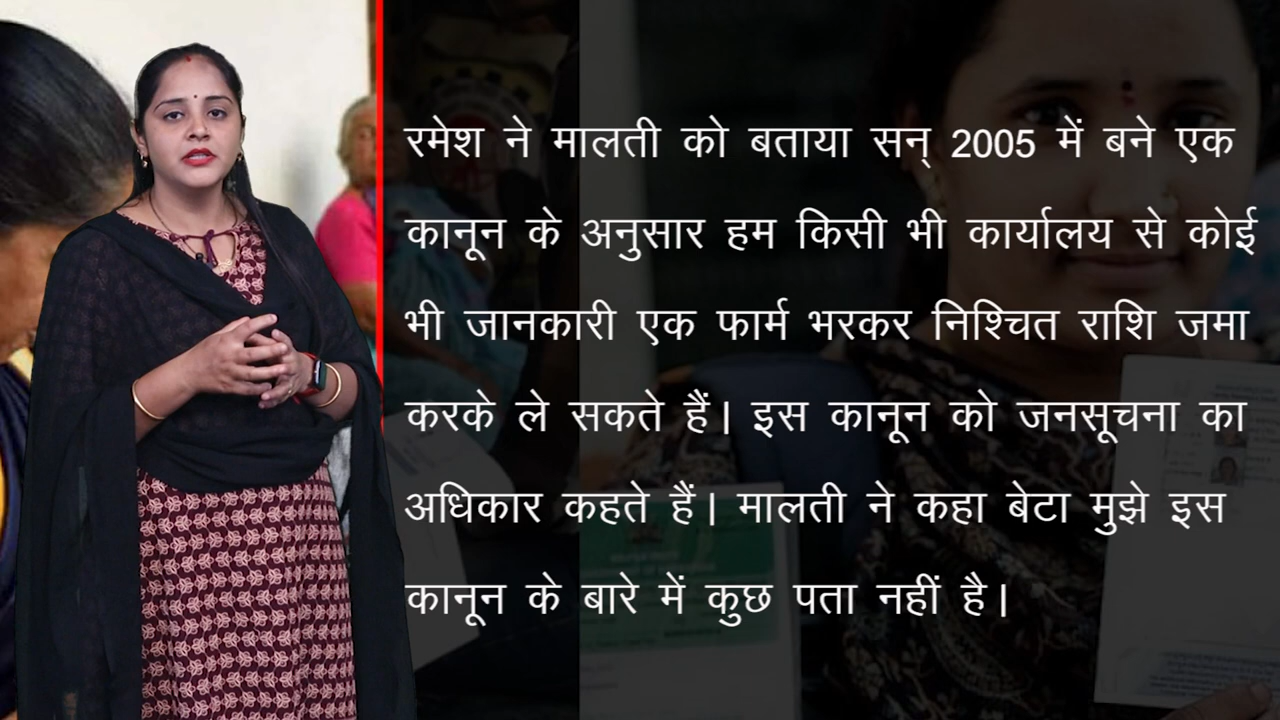 रमेश ने मालती को बताया सन् 2005 में बने एक
कानून के अनुसार हम किसी भी कार्यालय से कोई
भी जानकारी एक फार्म भरकर निश्चित राशि जमा
करके ले सकते हैं। इस कानून को जनसूचना का
अधिकार कहते हैं। मालती ने कहा बेटा मुझे इस
कानून के बारे में कुछ पता नहीं है।